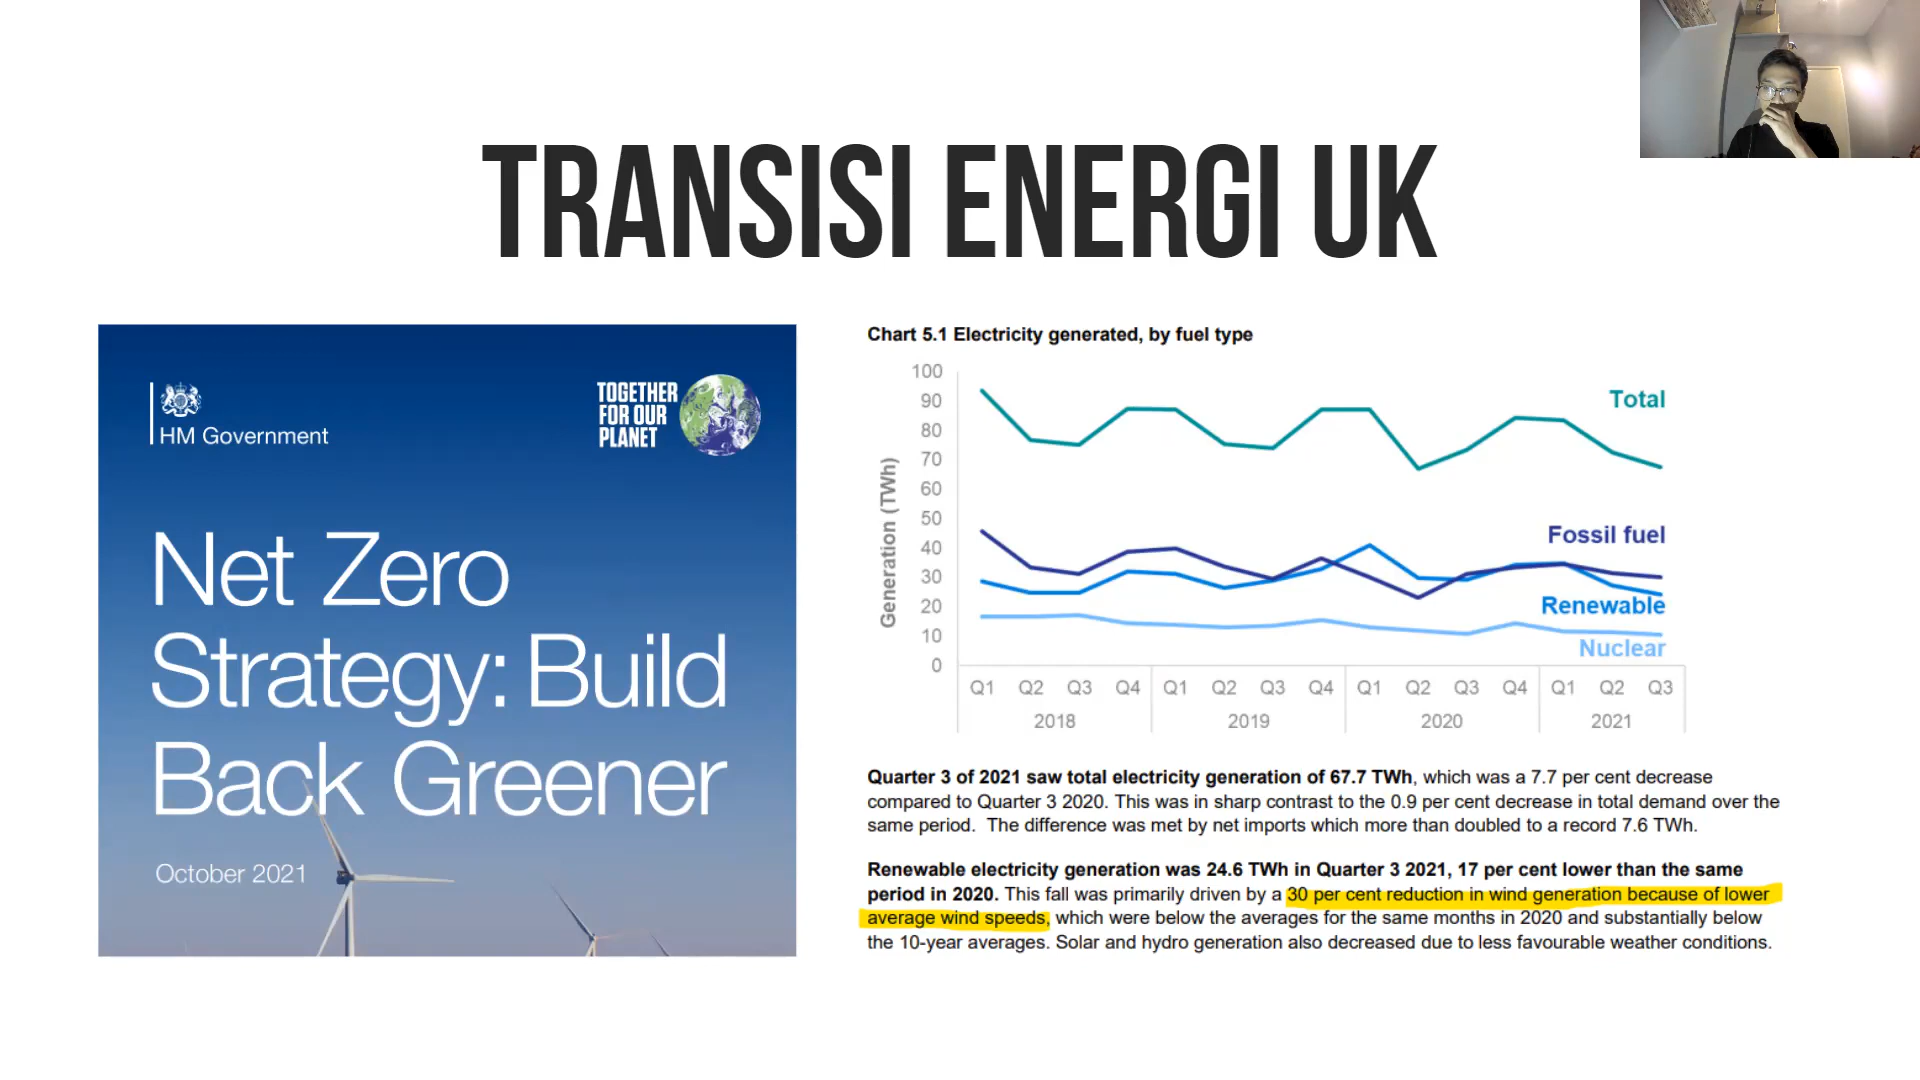 TRANSISI ENERGI UK
HM Government
TOGETHER
FOR OUR
PLANET
Net Zero
Strategy: Build
Back Greener
October 2021
Chart 5.1 Electricity generated, by fuel type
Generation (TWh)
100
90
80
70
60
50
40
30
20
10
0
Total
Fossil fuel
Renewable
Nuclear
Q1 Q2 Q3 Q4 Q1 Q2 Q3 Q4 Q1 Q2 Q3 Q4 Q1 Q2 Q3
2018 2019 2020 2021
Quarter 3 of 2021 saw total electricity generation of 67.7 TWh, which was a 7.7 per cent decrease
compared to Quarter 3 2020. This was in sharp contrast to the 0.9 per cent decrease in total demand over the
same period. The difference was met by net imports which more than doubled to a record 7.6 TWh.
Renewable electricity generation was 24.6 TWh in Quarter 3 2021, 17 per cent lower than the same
period in 2020. This fall was primarily driven by a 30 per cent reduction in wind generation because of lower
average wind speeds, which were below the averages for the same months in 2020 and substantially below
the 10-year averages. Solar and hydro generation also decreased due to less favourable weather conditions.